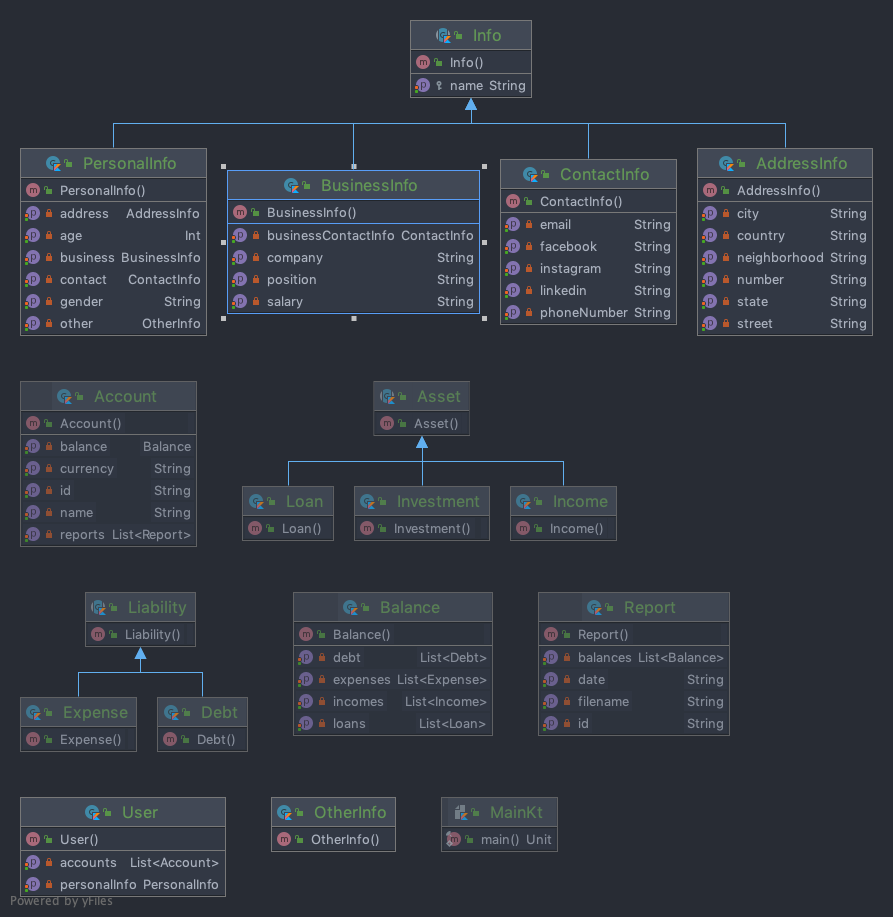 Info
Info()
name String
PersonalInfo
PersonalInfo()
address AddressInfo
age Int
business BusinessInfo
contact ContactInfo
gender String
other OtherInfo
BusinessInfo
BusinessInfo()
businessContactInfo ContactInfo
company String
position String
salary String
ContactInfo
ContactInfo()
email String
facebook String
instagram String
linkedin String
phoneNumber String
AddressInfo
AddressInfo()
city String
country String
neighborhood String
number String
state String
street String
Account
Account()
balance Balance
currency String
id String
name String
reports List<Report>
Asset
Asset()
Loan
Loan()
Investment
Investment()
Income
Income()
Liability
Liability()
Expense
Expense()
Debt
Debt()
Balance
Balance()
debt List<Debt>
expenses List<Expense>
incomes List<Income>
loans List<Loan>
Report
Report()
balances List<Balance>
date String
filename String
id String
User
User()
accounts List<Account>
personalInfo PersonalInfo
OtherInfo
OtherInfo()
MainKt
main() Unit
Powered by yFiles